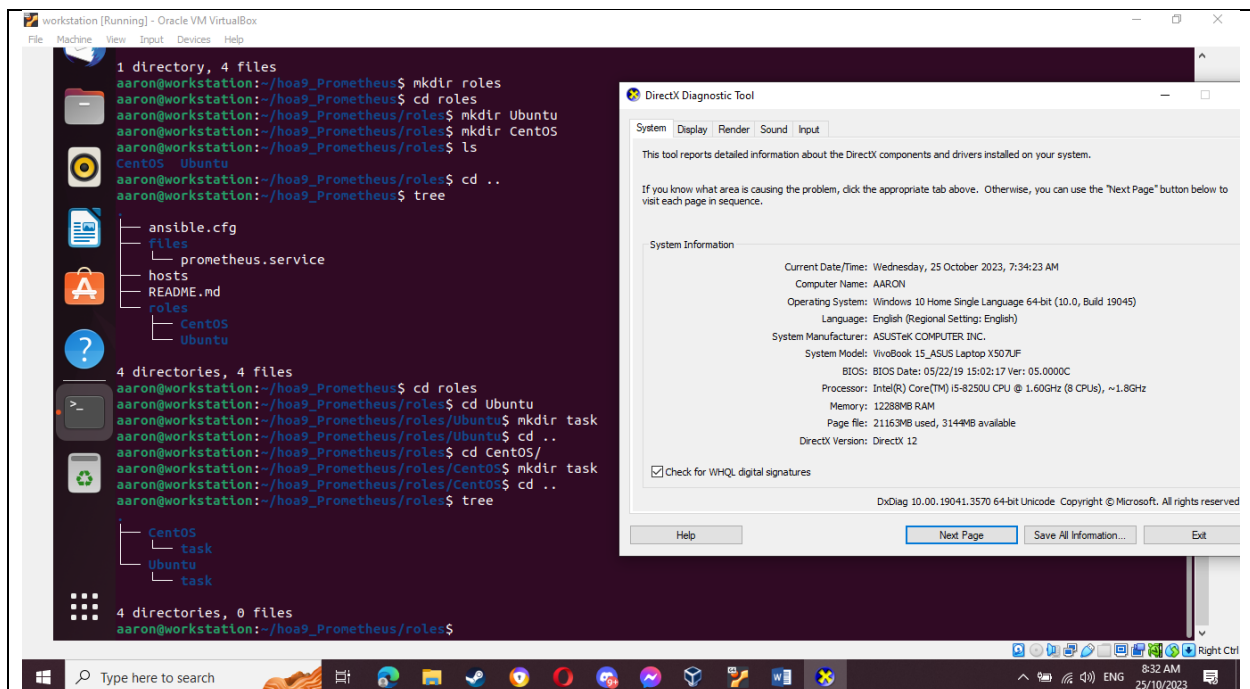 workstation [Running] - Oracle VM VirtualBox
File Machine View Input Devices Help
1 directory, 4 files
aaron@workstation:~/hoa9_Prometheus$ mkdir roles
aaron@workstation:~/hoa9_Prometheus$ cd roles
aaron@workstation:~/hoa9_Prometheus/roles$ mkdir Ubuntu
aaron@workstation:~/hoa9_Prometheus/roles$ mkdir CentOS
aaron@workstation:~/hoa9_Prometheus/roles$ ls
CentOS  Ubuntu
aaron@workstation:~/hoa9_Prometheus/roles$ cd ..
aaron@workstation:~/hoa9_Prometheus$ tree
.
├── ansible.cfg
├── files
│   └── prometheus.service
├── hosts
├── README.md
└── roles
    ├── CentOS
    └── Ubuntu
4 directories, 4 files
aaron@workstation:~/hoa9_Prometheus$ cd roles
aaron@workstation:~/hoa9_Prometheus/roles$ cd Ubuntu
aaron@workstation:~/hoa9_Prometheus/roles/Ubuntu$ mkdir task
aaron@workstation:~/hoa9_Prometheus/roles/Ubuntu$ cd ..
aaron@workstation:~/hoa9_Prometheus/roles$ cd CentOS/
aaron@workstation:~/hoa9_Prometheus/roles/CentOS$ mkdir task
aaron@workstation:~/hoa9_Prometheus/roles/CentOS$ cd ..
aaron@workstation:~/hoa9_Prometheus/roles$ tree
.
├── CentOS
│   └── task
└── Ubuntu
    └── task
4 directories, 0 files
aaron@workstation:~/hoa9_Prometheus/roles$
DirectX Diagnostic Tool
System Display Render Sound Input
This tool reports detailed information about the DirectX components and drivers installed on your system.
If you know what area is causing the problem, click the appropriate tab above.  Otherwise, you can use the "Next Page" button below to
visit each page in sequence.
System Information
Current Date/Time: Wednesday, 25 October 2023, 7:34:23 AM
Computer Name: AARON
Operating System: Windows 10 Home Single Language 64-bit (10.0, Build 19045)
Language: English (Regional Setting: English)
System Manufacturer: ASUSTeK COMPUTER INC.
System Model: VivoBook 15_ASUS Laptop X507UF
BIOS: BIOS Date: 05/22/19 15:02:17 Ver: 05.0000C
Processor: Intel(R) Core(TM) i5-8250U CPU @ 1.60GHz (8 CPUs), ~1.8GHz
Memory: 12288MB RAM
Page file: 21163MB used, 3144MB available
DirectX Version: DirectX 12
Check for WHQL digital signatures
DxDiag 10.00.19041.3570 64-bit Unicode  Copyright © Microsoft. All rights reserved
Help
Next Page
Save All Information...
Exit
Right Ctrl
Type here to search
ENG
8:32 AM
25/10/2023